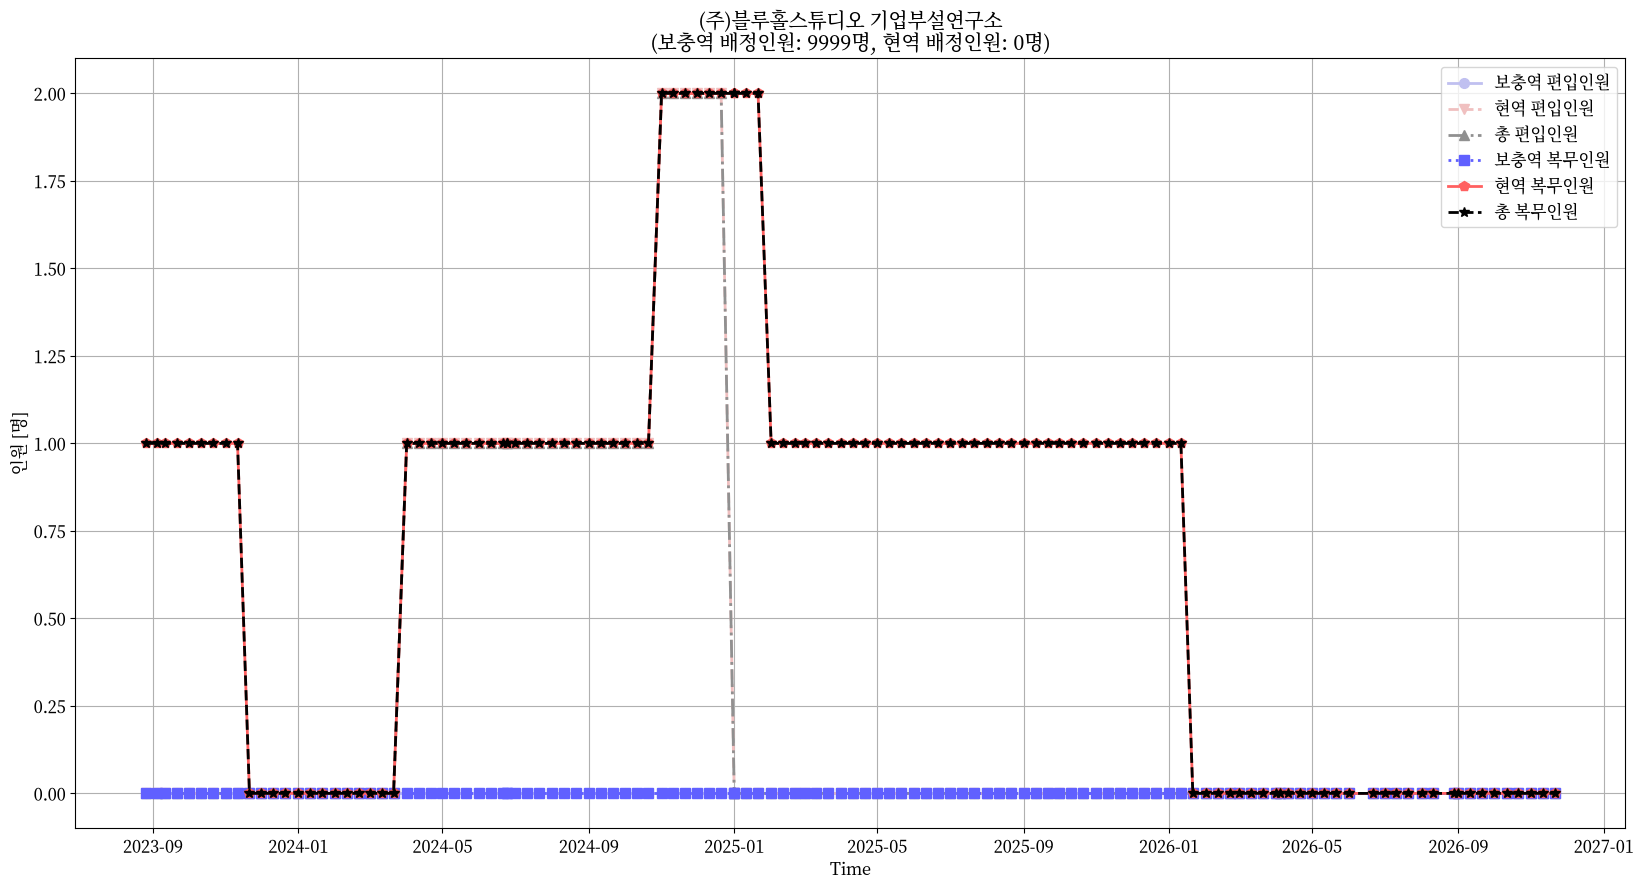 (주)블루홀스튜디오 기업부설연구소
(보충역 배정인원: 9999명, 현역 배정인원: 0명)
보충역 편입인원
현역 편입인원
총 편입인원
보충역 복무인원
현역 복무인원
총 복무인원
인원 [명]
2.00
1.75
1.50
1.25
1.00
0.75
0.50
0.25
0.00
2023-09
2024-01
2024-05
2024-09
2025-01
2025-05
2025-09
2026-01
2026-05
2026-09
2027-01
Time